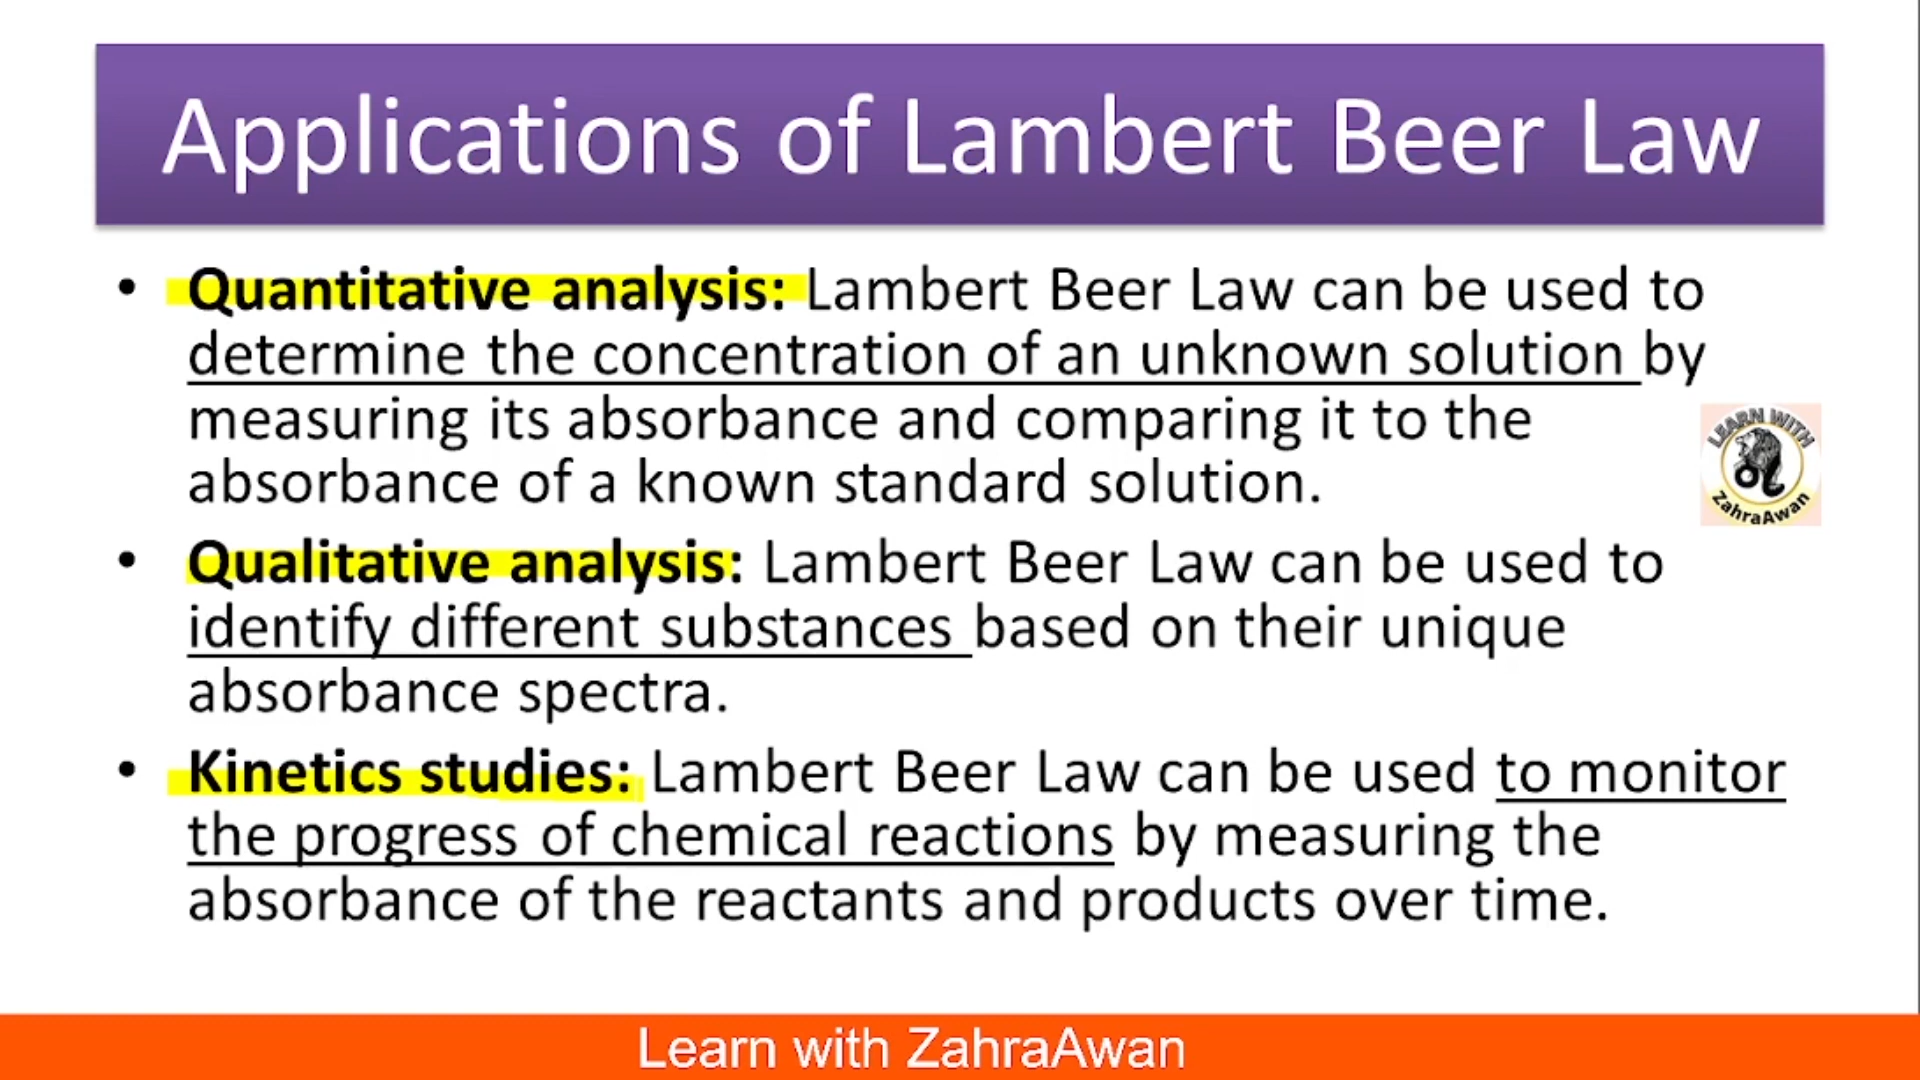 Applications of Lambert Beer Law
• Quantitative analysis: Lambert Beer Law can be used to
determine the concentration of an unknown solution by
measuring its absorbance and comparing it to the
absorbance of a known standard solution.
LEARN WITH
ZahraAwan
• Qualitative analysis: Lambert Beer Law can be used to
identify different substances based on their unique
absorbance spectra.
• Kinetics studies: Lambert Beer Law can be used to monitor
the progress of chemical reactions by measuring the
absorbance of the reactants and products over time.
Learn with ZahraAwan